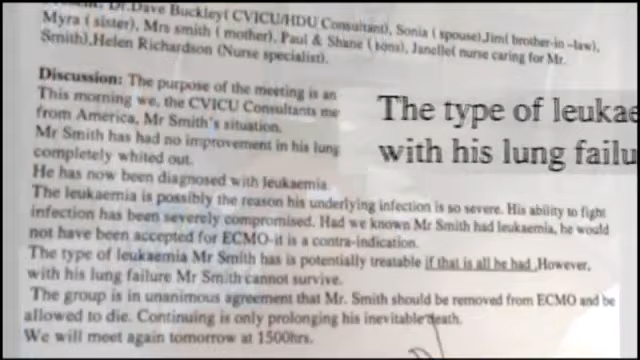 Dr.Dave Buckley( CVICU/HDU Consultant), Sonia ( spouse),Jim( brother-in –law),
Myra ( sister), Mrs smith ( mother), Paul & Shane ( sons), Janelle( nurse caring for Mr.
Smith),Helen Richardson (Nurse specialist).
Discussion: The purpose of the meeting is an
This morning we, the CVICU Consultants me
from America, Mr Smith's situation.
Mr Smith has had no improvement in his lung
completely whited out.
He has now been diagnosed with leukaemia
The leukaemia is possibly the reason his underlying infection is so severe. His ability to fight
infection has been severely compromised. Had we known Mr Smith had leukaemia, he would
not have been accepted for ECMO-it is a contra-indication.
The type of leukaemia Mr Smith has is potentially treatable if that is all he had ,However,
with his lung failure Mr Smith cannot survive.
The group is in unanimous agreement that Mr. Smith should be removed from ECMO and be
allowed to die. Continuing is only prolonging his inevitable death.
We will meet again tomorrow at 1500hrs.
The type of leukae
with his lung failu